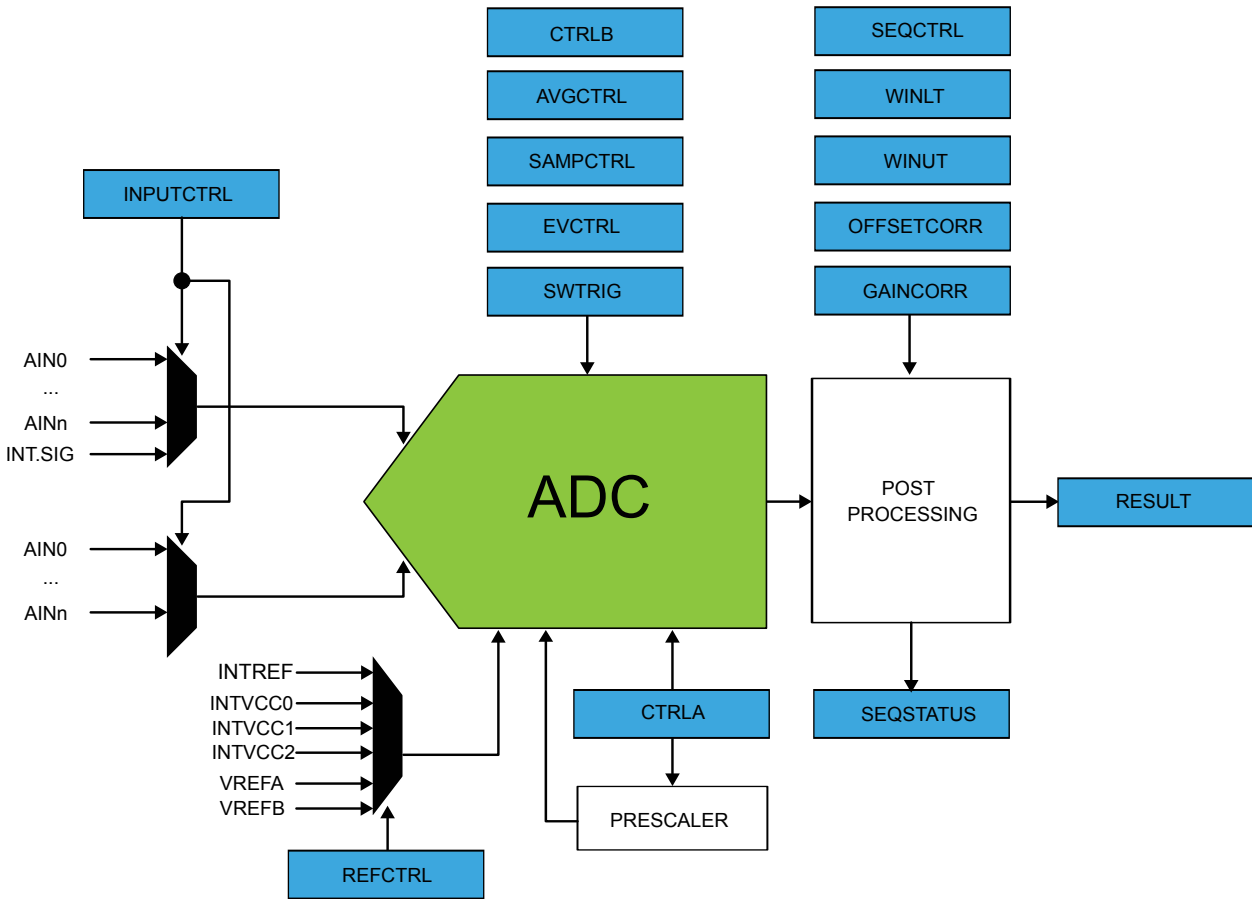 CTRLB
AVGCTRL
SAMPCTRL
EVCTRL
SWTRIG
SEQCTRL
WINLT
WINUT
OFFSETCORR
GAINCORR
INPUTCTRL
AIN0
...
AINn
INT.SIG
AIN0
...
AINn
ADC
POST
PROCESSING
RESULT
INTREF
INTVCC0
INTVCC1
INTVCC2
VREFA
VREFB
CTRLA
SEQSTATUS
PRESCALER
REFCTRL